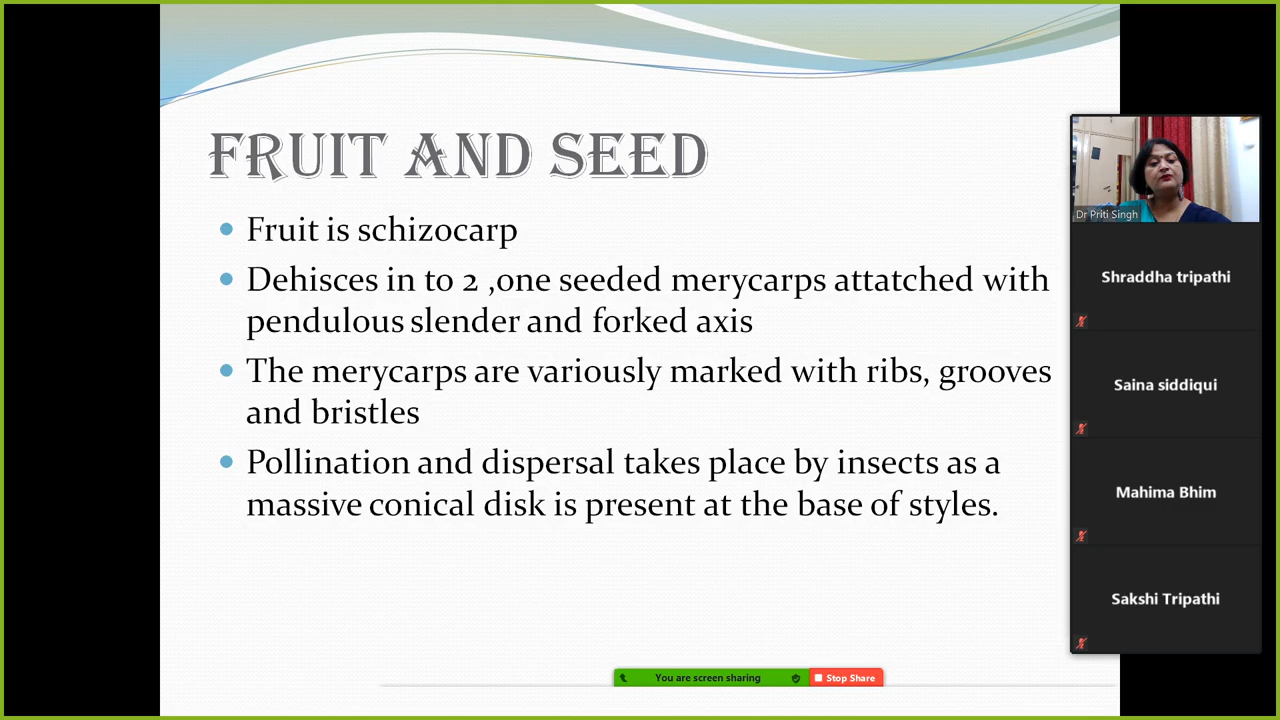 FRUIT AND SEED
Fruit is schizocarp
Dehisces in to 2 ,one seeded merycarps attatched with
pendulous slender and forked axis
The merycarps are variously marked with ribs, grooves
and bristles
Pollination and dispersal takes place by insects as a
massive conical disk is present at the base of styles.
Dr Priti Singh
Shraddha tripathi
Saina siddiqui
Mahima Bhim
Sakshi Tripathi
You are screen sharing
Stop Share